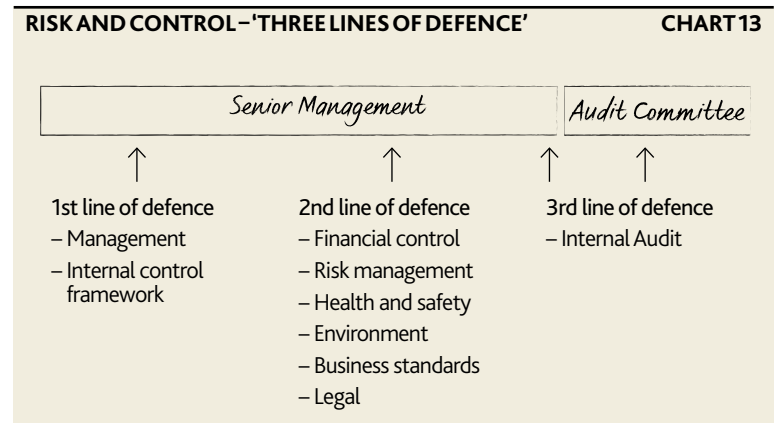 RISK AND CONTROL – ‘THREE LINES OF DEFENCE’ CHART 13
Senior Management
Audit Committee
1st line of defence
– Management
– Internal control
framework
2nd line of defence
– Financial control
– Risk management
– Health and safety
– Environment
– Business standards
– Legal
3rd line of defence
– Internal Audit